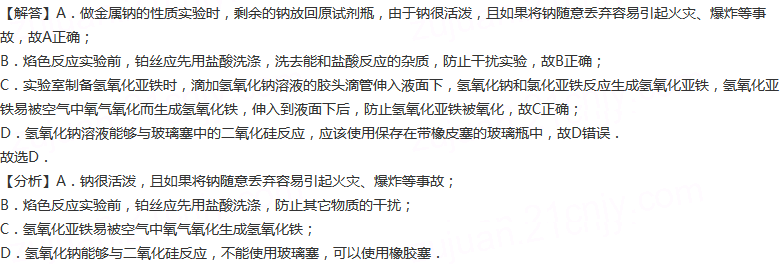 【解答】A．做金属钠的性质实验时，剩余的钠放回原试剂瓶，由于钠很活泼，且如果将钠随意丢弃容易引起火灾、爆炸等事
故，故A正确；
B．焰色反应实验前，铂丝应先用盐酸洗涤，洗去能和盐酸反应的杂质，防止干扰实验，故B正确；
C．实验室制备氢氧化亚铁时，滴加氢氧化钠溶液的胶头滴管伸入液面下，氢氧化钠和氯化亚铁反应生成氢氧化亚铁，氢氧化亚
铁易被空气中氧气氧化而生成氢氧化铁，伸入到液面下后，防止氢氧化亚铁被氧化，故C正确；
D．氢氧化钠溶液能够与玻璃塞中的二氧化硅反应，应该使用保存在带橡皮塞的玻璃瓶中，故D错误．
故选D．
【分析】A．钠很活泼，且如果将钠随意丢弃容易引起火灾、爆炸等事故；
B．焰色反应实验前，铂丝应先用盐酸洗涤，防止其它物质的干扰；
C．氢氧化亚铁易被空气中氧气氧化生成氢氧化铁；
D．氢氧化钠能够与二氧化硅反应，不能使用玻璃塞，可以使用橡胶塞．